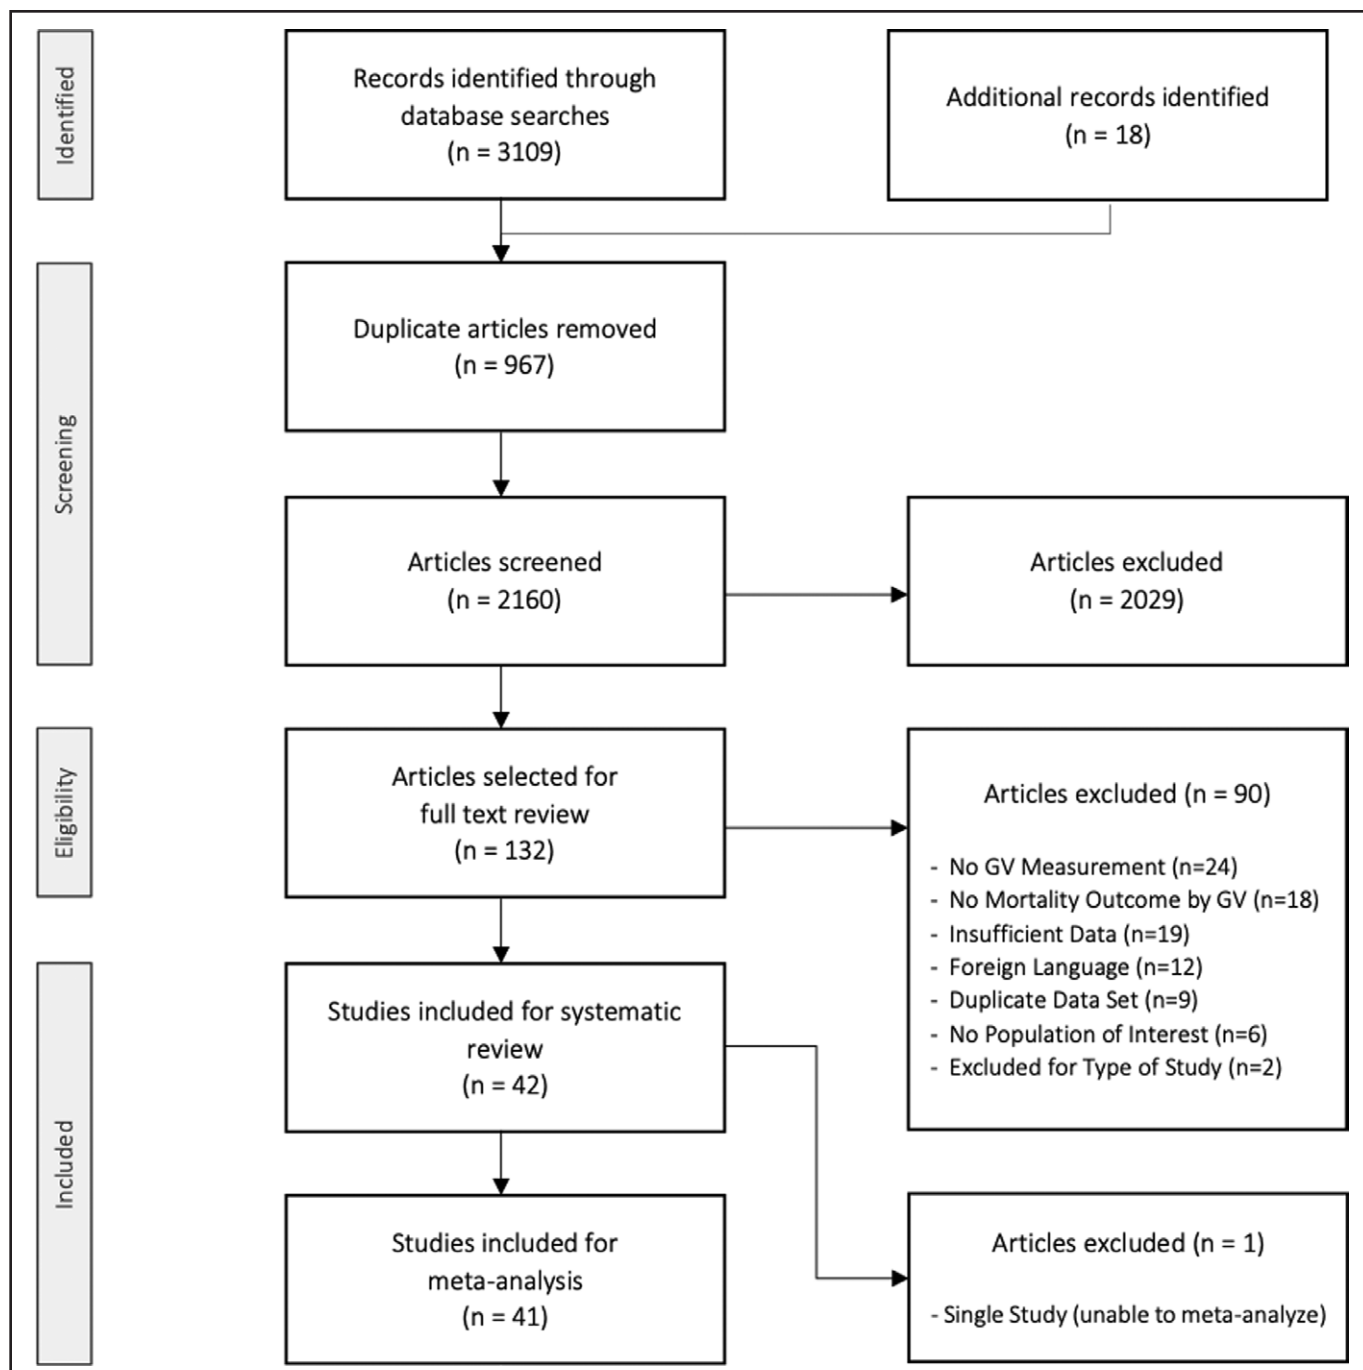 Identified
Records identified through
database searches
(n = 3109)
Additional records identified
(n = 18)
Screening
Duplicate articles removed
(n = 967)
Articles screened
(n = 2160)
Articles excluded
(n = 2029)
Eligibility
Articles selected for
full text review
(n = 132)
Articles excluded (n = 90)
- No GV Measurement (n=24)
- No Mortality Outcome by GV (n=18)
- Insufficient Data (n=19)
- Foreign Language (n=12)
- Duplicate Data Set (n=9)
- No Population of Interest (n=6)
- Excluded for Type of Study (n=2)
Included
Studies included for systematic
review
(n = 42)
Studies included for
meta-analysis
(n = 41)
Articles excluded (n = 1)
- Single Study (unable to meta-analyze)